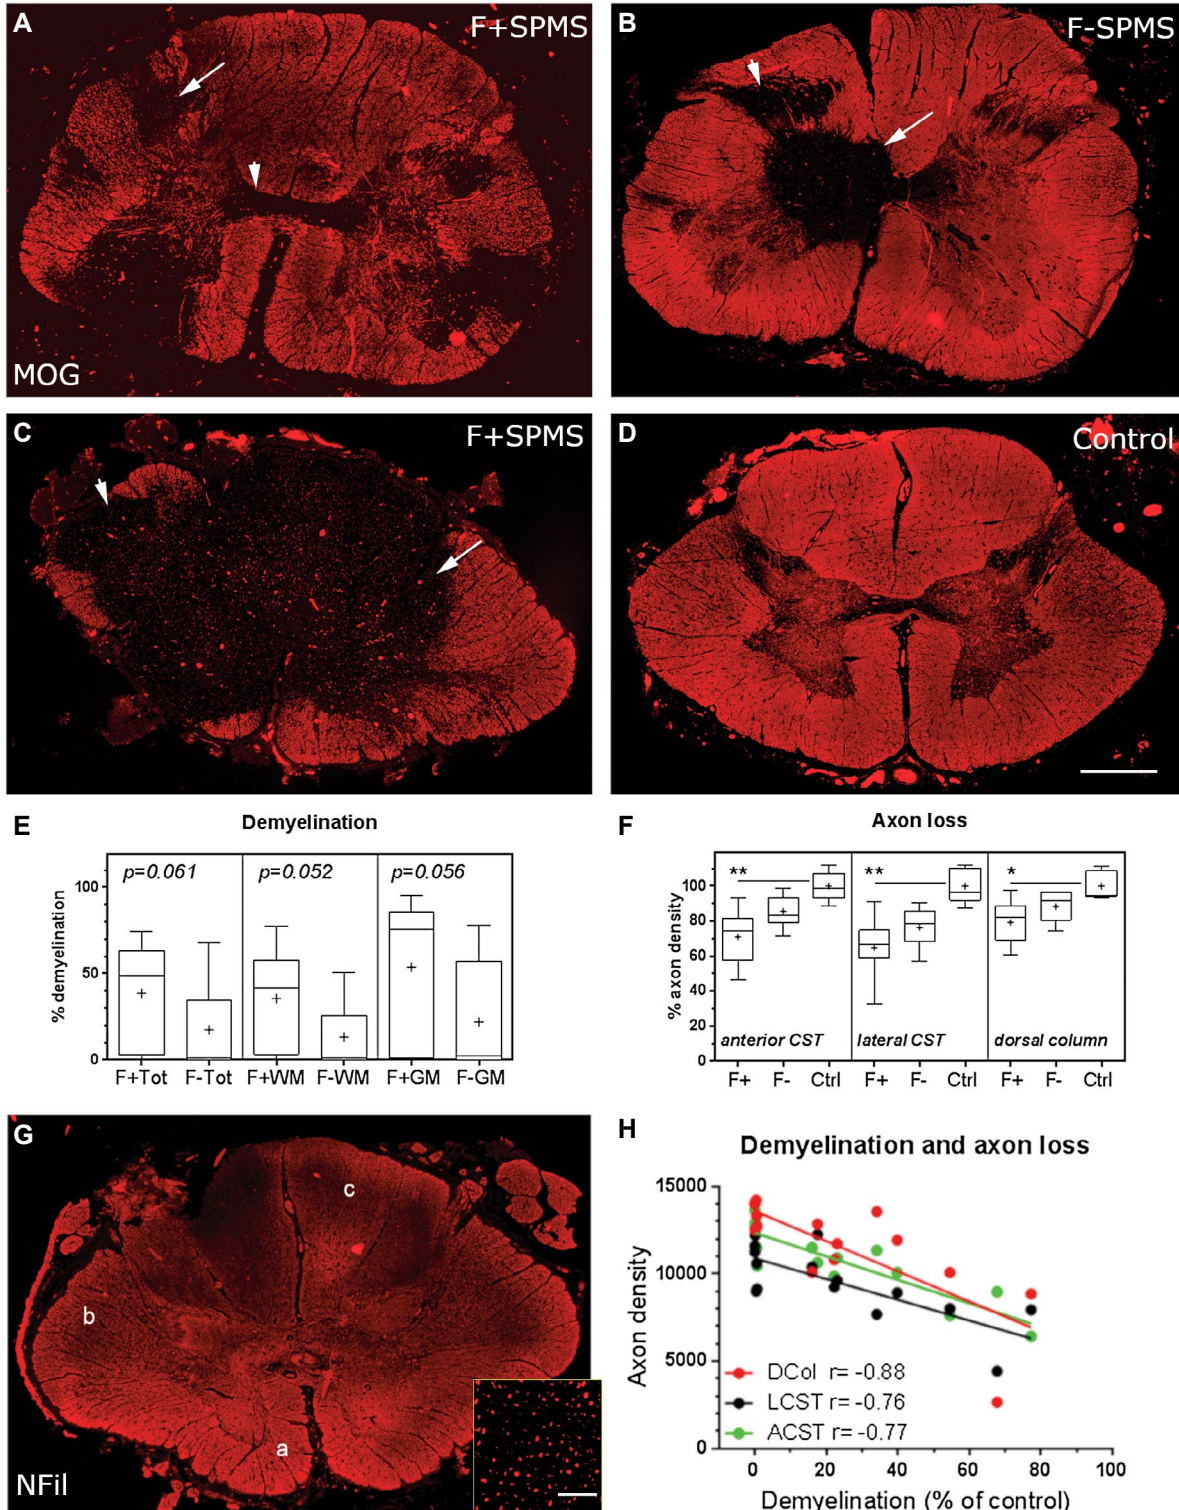 A
F+SPMS
MOG
B
F-SPMS
C
F+SPMS
D
Control
E
Demyelination
% demyelination
100
50
0
p=0.061
p=0.052
p=0.056
F+Tot
F-Tot
F+WM
F-WM
F+GM
F-GM
F
Axon loss
% axon density
100
80
60
40
20
0
**
**
*
anterior CST
lateral CST
dorsal column
F+
F-
Ctrl
F+
F-
Ctrl
F+
F-
Ctrl
G
c
b
a
NFil
H
Demyelination and axon loss
Axon density
15000
10000
5000
0
DCol r= -0.88
LCST r= -0.76
ACST r= -0.77
0
20
40
60
80
100
Demyelination (% of control)